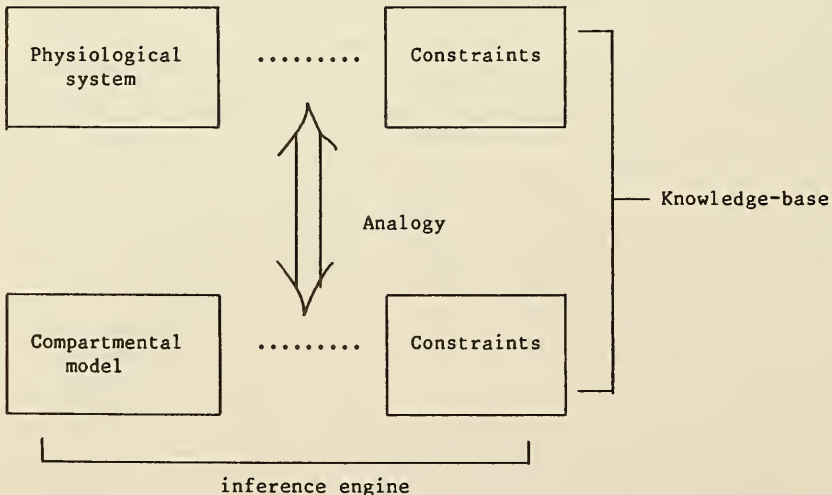 Physiological
system
.........
Constraints
Knowledge-base
Analogy
Compartmental
model
.........
Constraints
inference engine